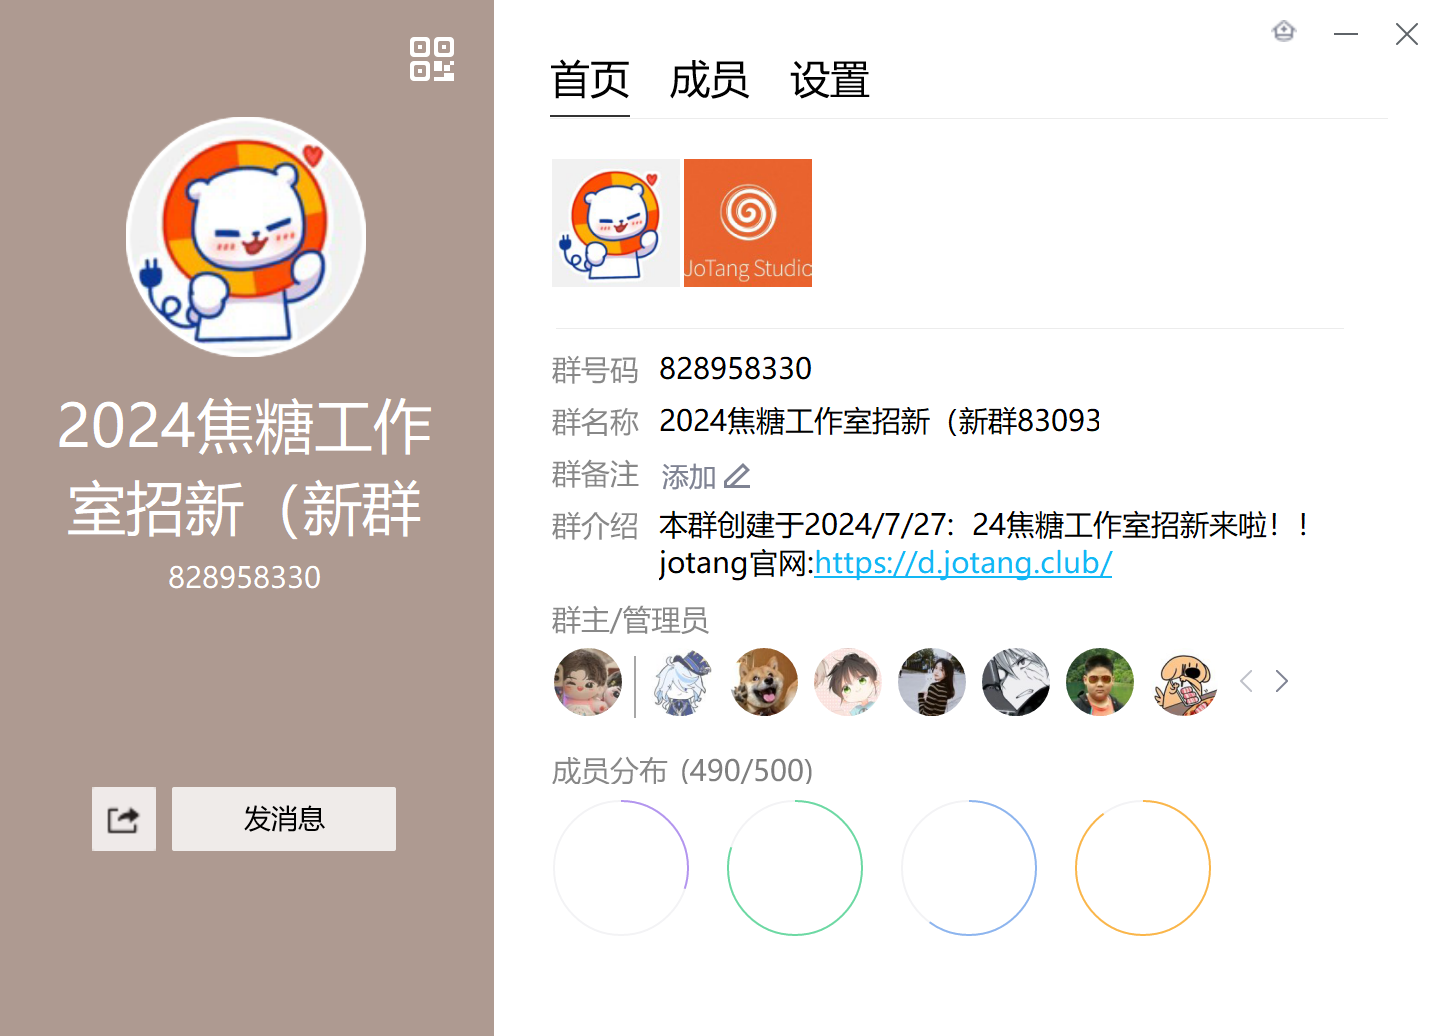 2024焦糖工作
室招新（新群
828958330
发消息
首页 成员 设置
JoTang Studio
群号码 828958330
群名称 2024焦糖工作室招新（新群83093
群备注 添加
群介绍 本群创建于2024/7/27：24焦糖工作室招新来啦！！
jotang官网:https://d.jotang.club/
群主/管理员
成员分布 (490/500)